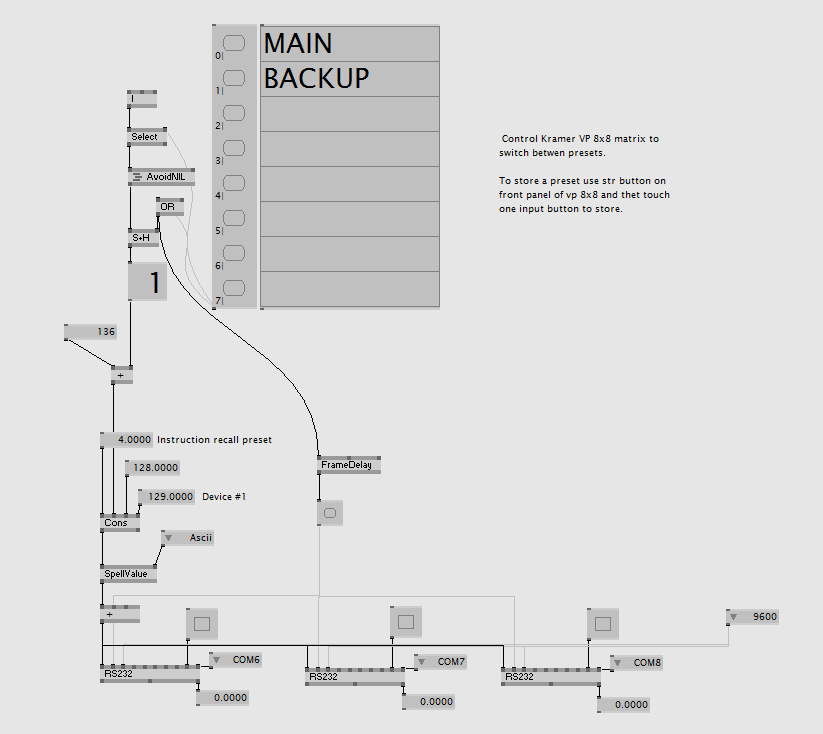 MAIN
0|
BACKUP
1|
I
2|
Select
Control Kramer VP 8x8 matrix to
switch betwen presets.
3|
AvoidNIL
To store a preset use str button on
front panel of vp 8x8 and thet touch
one input button to store.
4|
OR
5|
S+H
6|
1
7|
136
+
4.0000 Instruction recall preset
128.0000
129.0000 Device #1
FrameDelay
Cons
Ascii
SpellValue
+
9600
COM6
COM7
COM8
RS232
RS232
RS232
0.0000
0.0000
0.0000